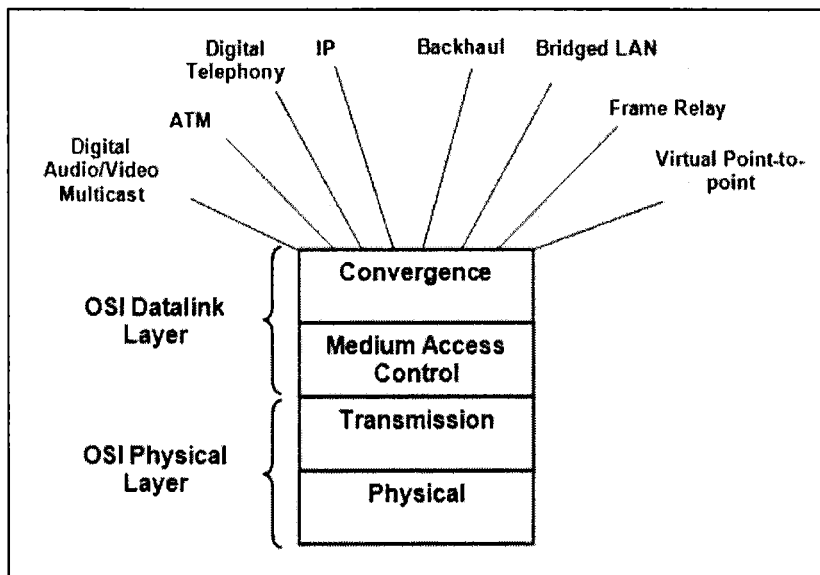 Digital
Telephony
IP
Backhaul
Bridged LAN
ATM
Frame Relay
Digital
Audio/Video
Multicast
Virtual Point-to-
point
Convergence
OSI Datalink
Layer
Medium Access
Control
Transmission
OSI Physical
Layer
Physical